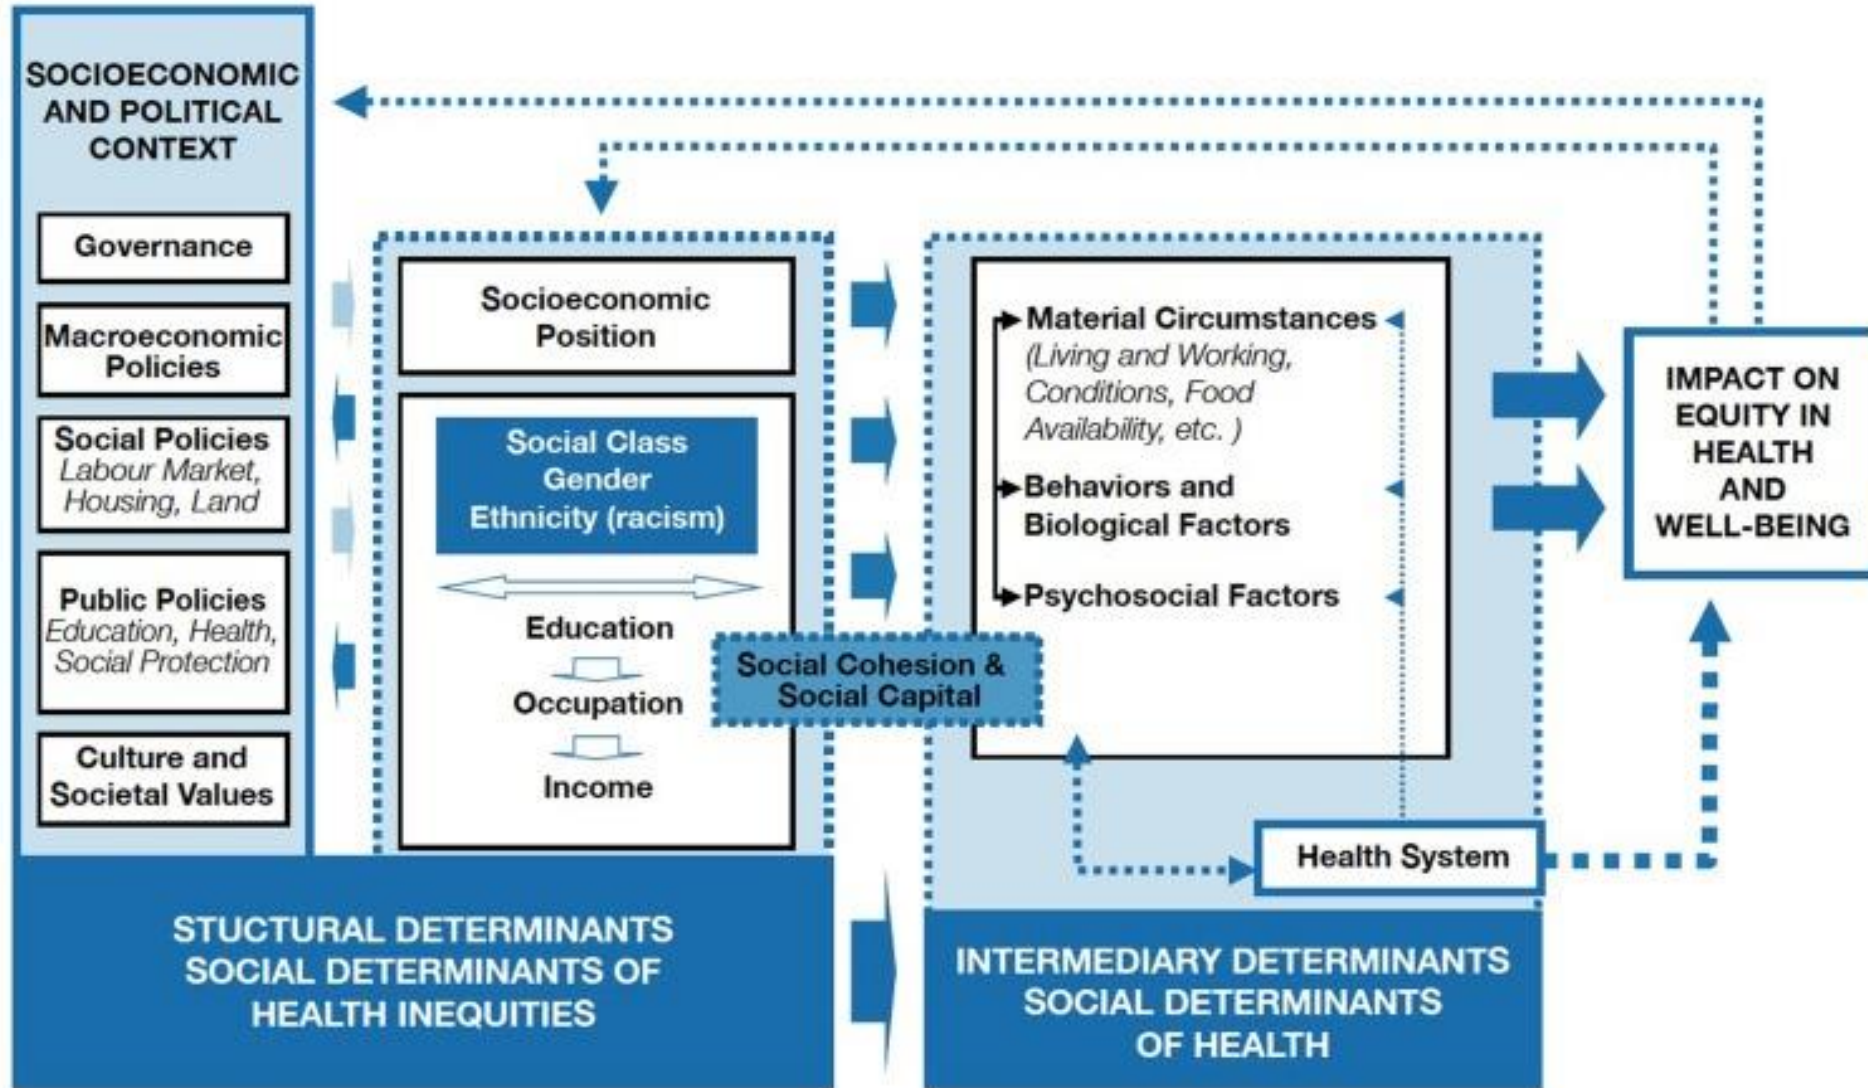 SOCIOECONOMIC
AND POLITICAL
CONTEXT
Governance
Macroeconomic
Policies
Social Policies
Labour Market,
Housing, Land
Public Policies
Education, Health,
Social Protection
Culture and
Societal Values
Socioeconomic
Position
Social Class
Gender
Ethnicity (racism)
Education
Occupation
Income
Social Cohesion &
Social Capital
Material Circumstances
(Living and Working,
Conditions, Food
Availability, etc. )
Behaviors and
Biological Factors
Psychosocial Factors
Health System
IMPACT ON
EQUITY IN
HEALTH
AND
WELL-BEING
STUCTURAL DETERMINANTS
SOCIAL DETERMINANTS OF
HEALTH INEQUITIES
INTERMEDIARY DETERMINANTS
SOCIAL DETERMINANTS
OF HEALTH